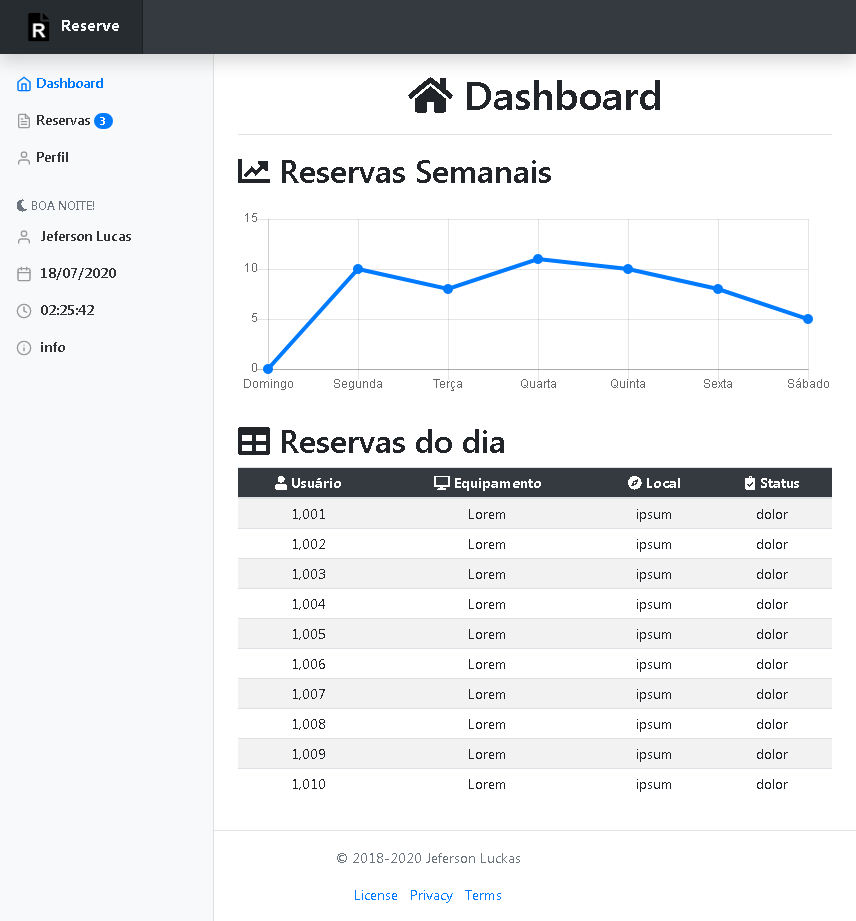 R Reserve
Dashboard
Reservas 3
Perfil
BOA NOITE!
Jeferson Lucas
18/07/2020
02:25:42
info
Dashboard
Reservas Semanais
15
10
5
0
Domingo Segunda Terça Quarta Quinta Sexta Sábado
Reservas do dia
Usuário Equipamento Local Status
1,001 Lorem ipsum dolor
1,002 Lorem ipsum dolor
1,003 Lorem ipsum dolor
1,004 Lorem ipsum dolor
1,005 Lorem ipsum dolor
1,006 Lorem ipsum dolor
1,007 Lorem ipsum dolor
1,008 Lorem ipsum dolor
1,009 Lorem ipsum dolor
1,010 Lorem ipsum dolor
© 2018-2020 Jeferson Luckas
License Privacy Terms